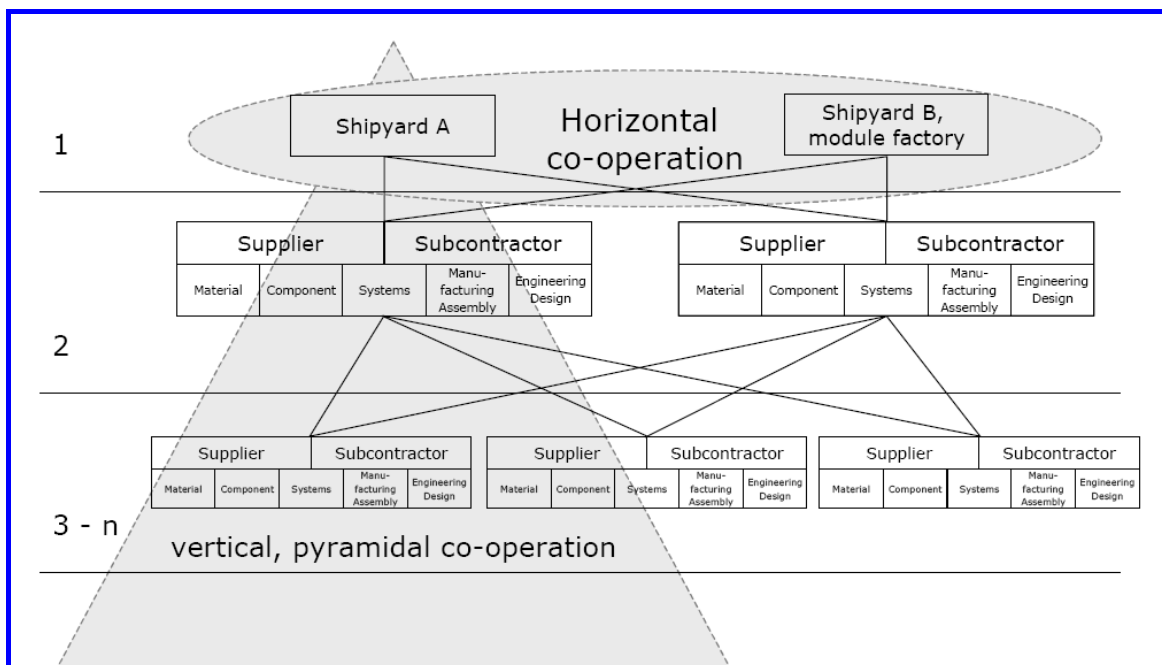 1
Shipyard A
Horizontal
co-operation
Shipyard B,
module factory
2
Supplier
Subcontractor
Material
Component
Systems
Manu-
facturing
Assembly
Engineering
Design
Supplier
Subcontractor
Material
Component
Systems
Manu-
facturing
Assembly
Engineering
Design
3 - n
Supplier
Subcontractor
Material
Component
Systems
Manu-
facturing
Assembly
Engineering
Design
Supplier
Subcontractor
Material
Component
Systems
Manu-
facturing
Assembly
Engineering
Design
Supplier
Subcontractor
Material
Component
Systems
Manu-
facturing
Assembly
Engineering
Design
vertical, pyramidal co-operation